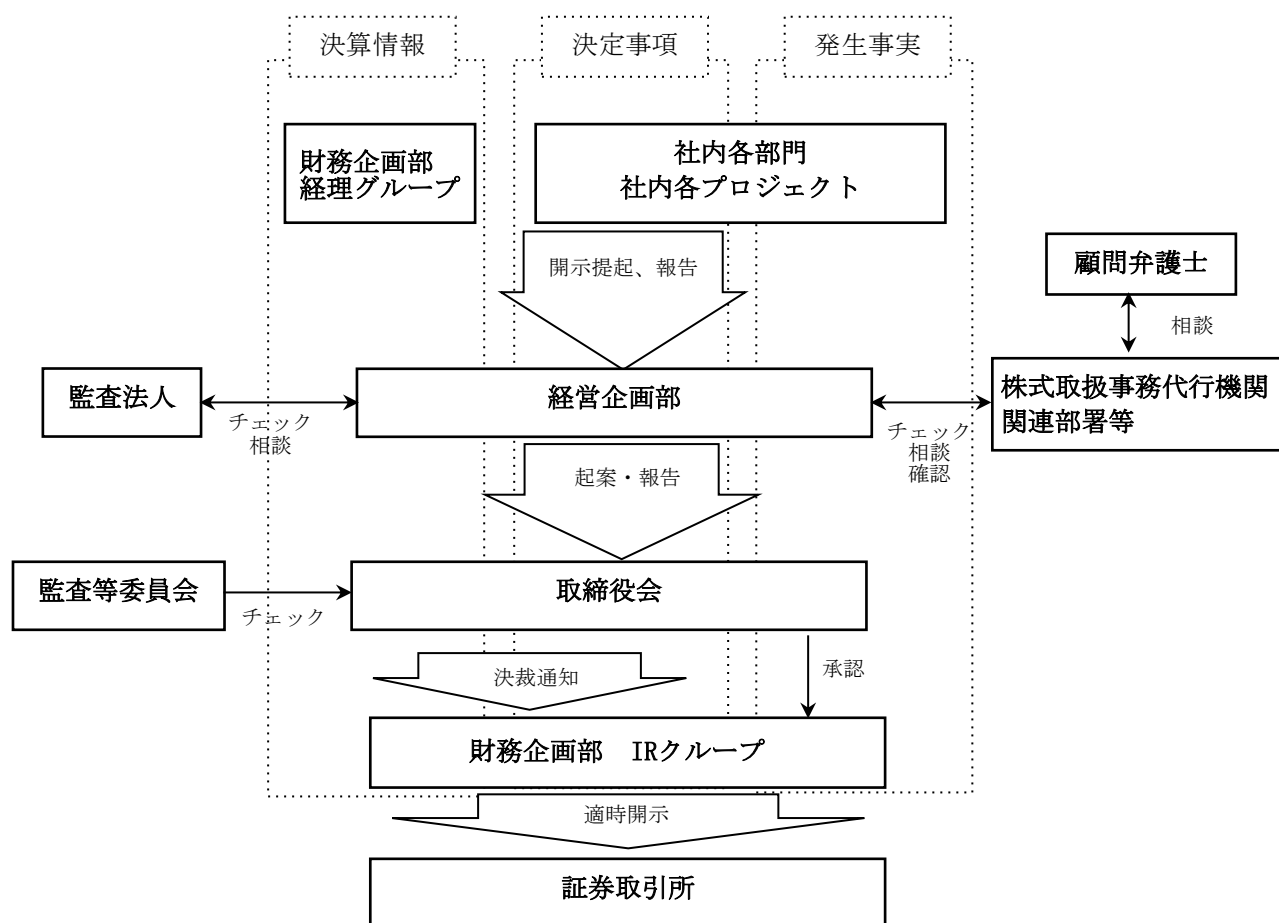 決算情報
決定事項
発生事実
財務企画部
経理グループ
社内各部門
社内各プロジェクト
開示提起、報告
顧問弁護士
相談
監査法人
チェック
相談
経営企画部
チェック
相談
確認
株式取扱事務代行機関
関連部署等
起案・報告
監査等委員会
チェック
取締役会
決裁通知
承認
財務企画部　IRクループ
適時開示
証券取引所